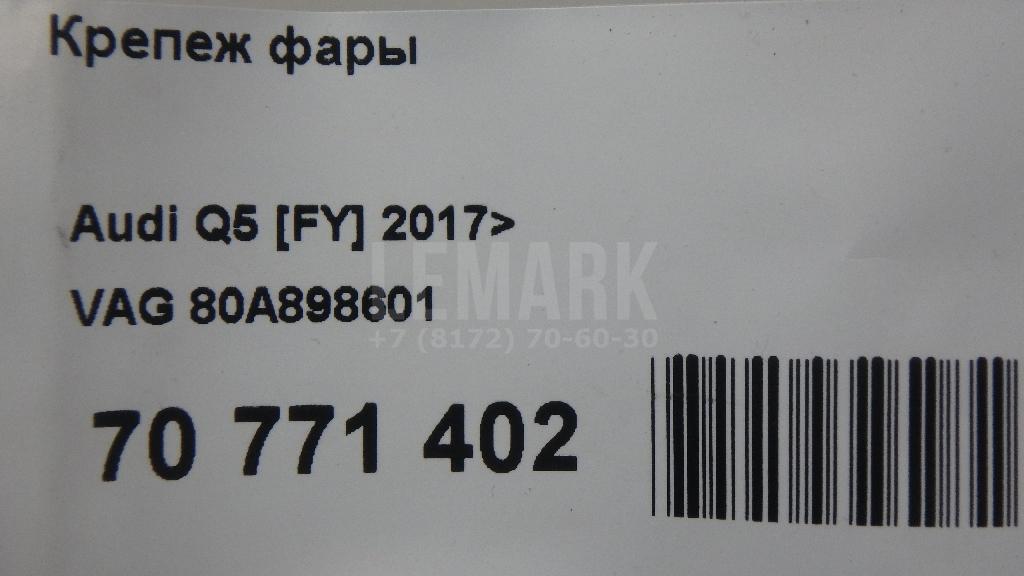 Крепеж фары
Audi Q5 [FY] 2017>
LEMARK
VAG 80A898601
+7 (8172) 70-60-30
70 771 402